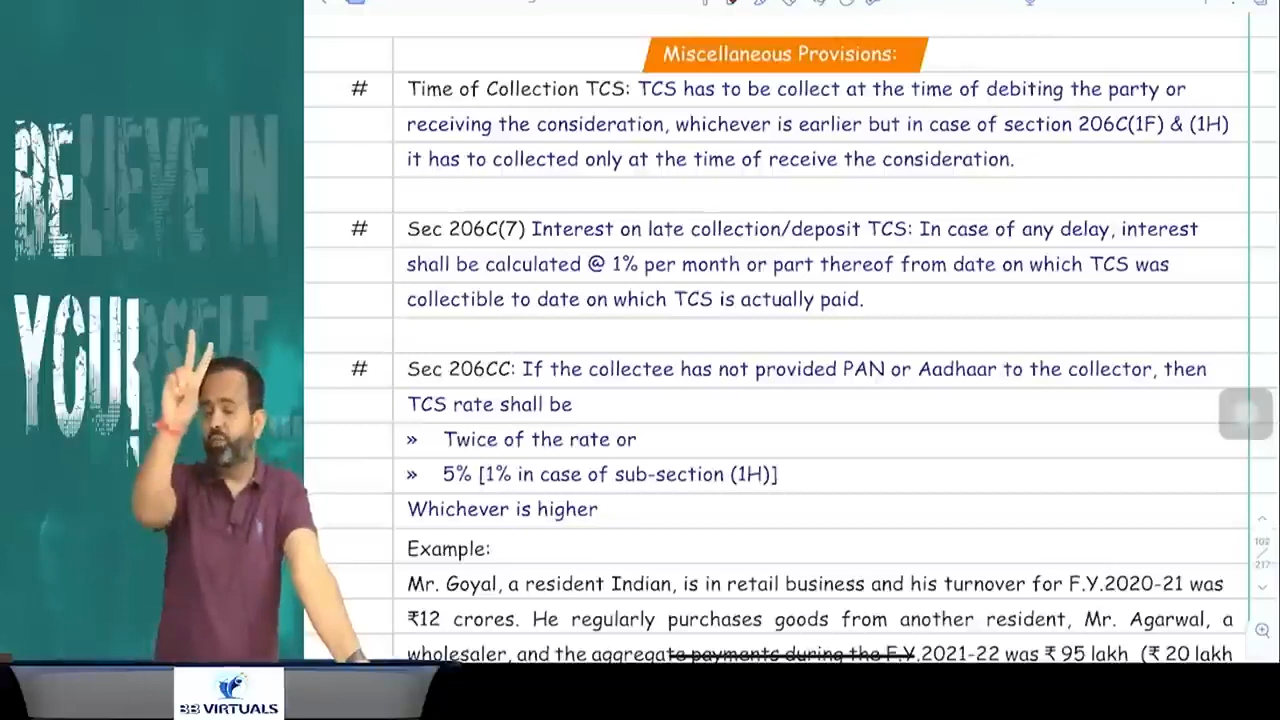 BELIEVE IN
YOURSELF
Miscellaneous Provisions:
# Time of Collection TCS: TCS has to be collect at the time of debiting the party or
receiving the consideration, whichever is earlier but in case of section 206C(1F) & (1H)
it has to collected only at the time of receive the consideration.
# Sec 206C(7) Interest on late collection/deposit TCS: In case of any delay, interest
shall be calculated @ 1% per month or part thereof from date on which TCS was
collectible to date on which TCS is actually paid.
# Sec 206CC: If the collectee has not provided PAN or Aadhaar to the collector, then
TCS rate shall be
» Twice of the rate or
» 5% [1% in case of sub-section (1H)]
Whichever is higher
Example:
Mr. Goyal, a resident Indian, is in retail business and his turnover for F.Y.2020-21 was
₹12 crores. He regularly purchases goods from another resident, Mr. Agarwal, a
wholesaler, and the aggregate payments during the F.Y.2021-22 was ₹ 95 lakh (₹ 20 lakh
102
/
217
BB VIRTUALS